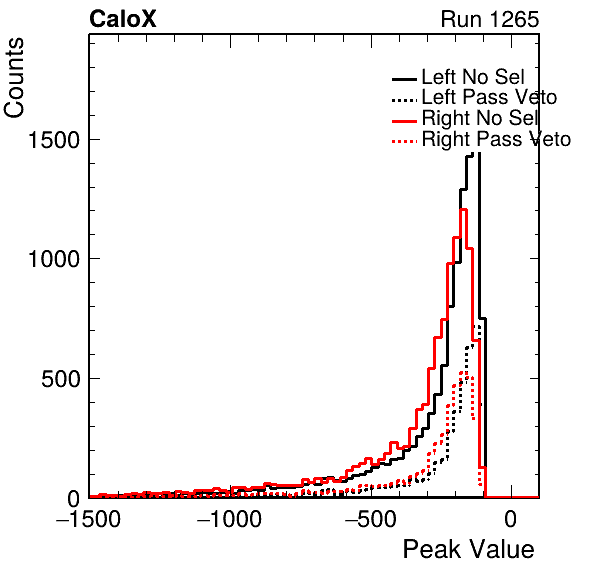 CaloX Run 1265
Counts
Left No Sel
Left Pass Veto
Right No Sel
Right Pass Veto
1500
1000
500
0
−1500 −1000 −500 0
Peak Value